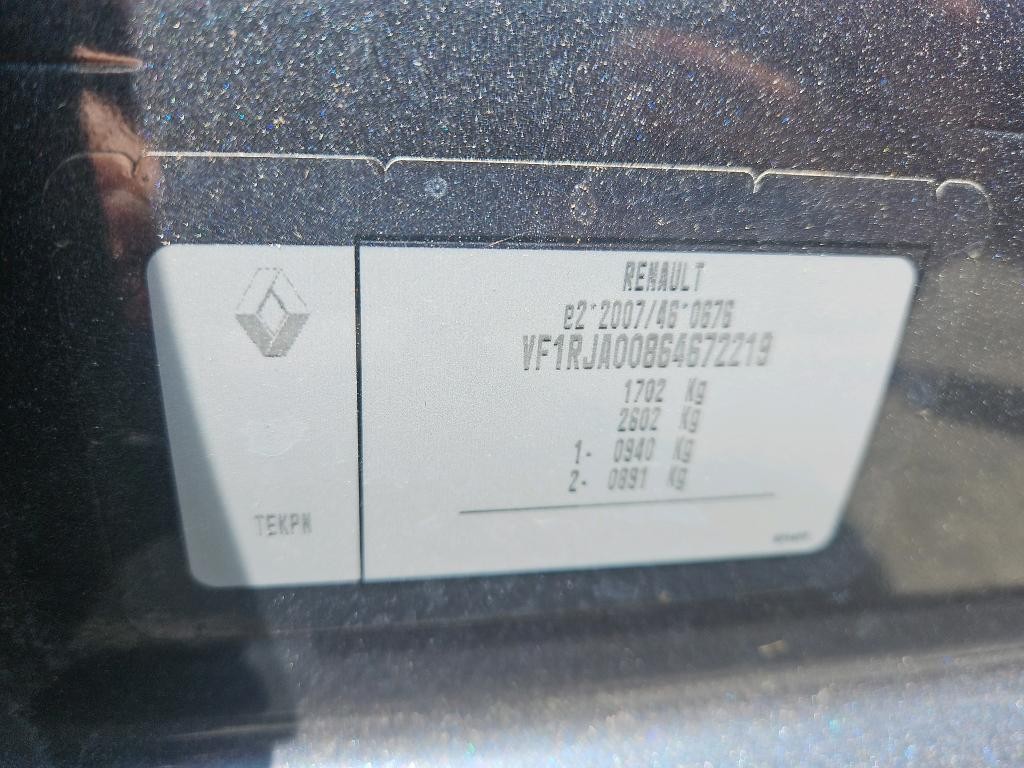 RENAULT
e2*2007/46*0676
VF1RJA00864672219
1702 Kg
2602 Kg
1- 0940 Kg
2- 0891 Kg
TEKPN